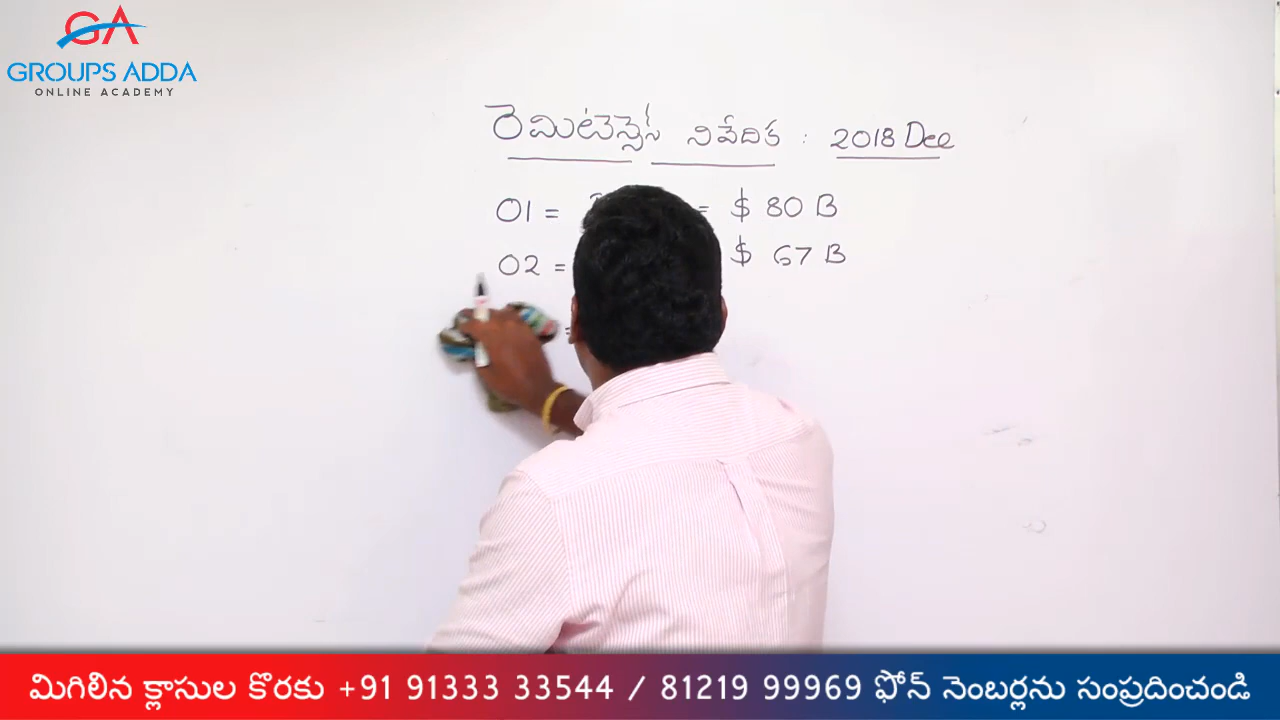 GA
GROUPS ADDA
ONLINE ACADEMY
రెమిటెన్సెస్ నివేదిక : 2018 Dec
01 = = $ 80 B
02 = $ 67 B
=
మిగిలిన క్లాసుల కొరకు +91 91333 33544 / 81219 99969 ఫోన్ నెంబర్లను సంప్రదించండి